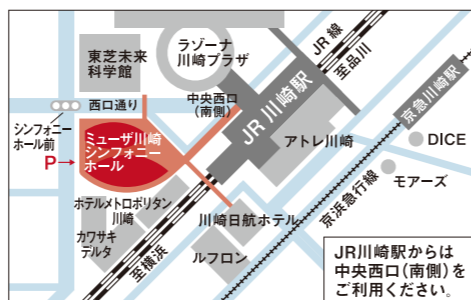 東芝未来
科学館
ラゾーナ
川崎プラザ
JR線
至品川
中央西口
(南側)
JR川崎駅
京急川崎駅
西口通り
シンフォニー
ホール前
P→
ミューザ川崎
シンフォニー
ホール
アトレ川崎
DICE
モアーズ
京浜急行線
ホテルメトロポリタン
川崎
カワサキ
デルタ
川崎日航ホテル
至横浜
ルフロン
JR川崎駅からは
中央西口(南側)を
ご利用ください。